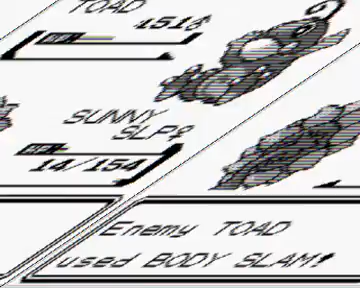 TOAD
SUNNY
SLP♀
14/154
Enemy TOAD
used BODY SLAM!